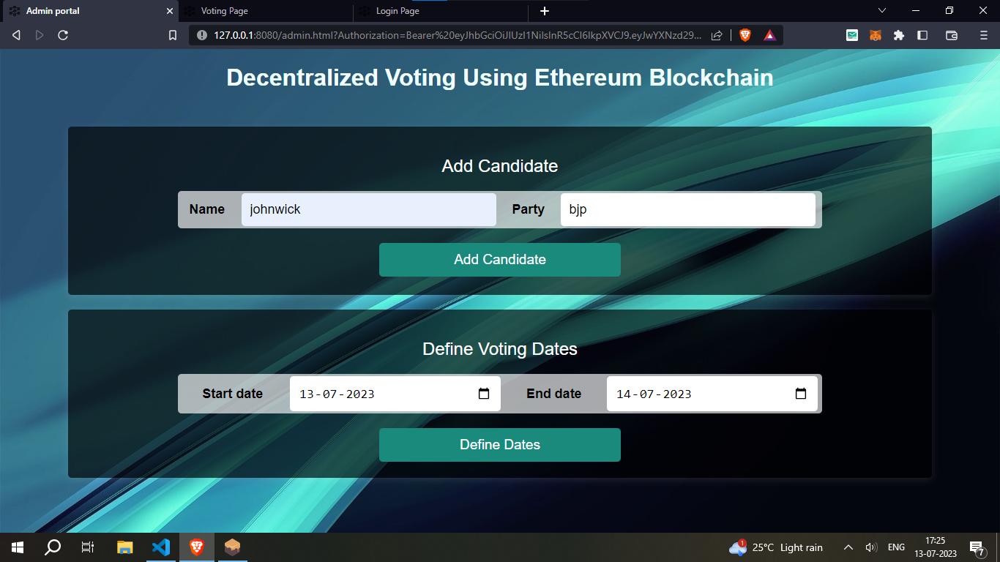 Admin portal
Voting Page
Login Page
127.0.0.1:8080/admin.html?Authorization=Bearer%20eyJhbGciOiJIUzI1NiIsInR5cCI6IkpXVCJ9.eyJwYXNzd29...
Decentralized Voting Using Ethereum Blockchain
Add Candidate
Name johnwick Party bjp
Add Candidate
Define Voting Dates
Start date 13-07-2023 End date 14-07-2023
Define Dates
1 25°C Light rain ENG 17:25
13-07-2023
7